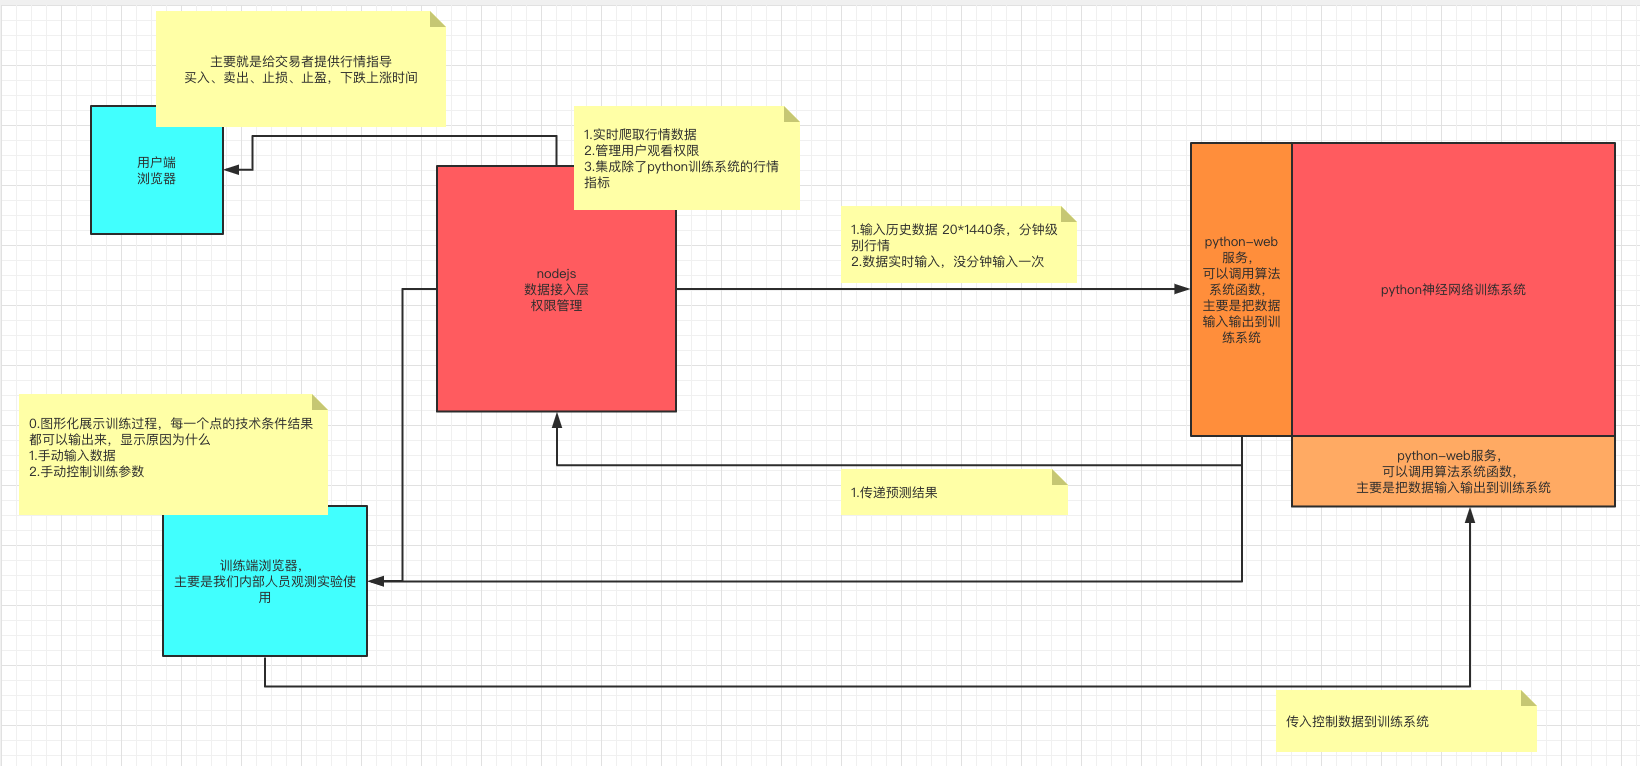 主要就是给交易者提供行情指导
买入、卖出、止损、止盈，下跌上涨时间
用户端
浏览器
1.实时爬取行情数据
2.管理用户观看权限
3.集成除了python训练系统的行情
指标
nodejs
数据接入层
权限管理
1.输入历史数据 20*1440条，分钟级
别行情
2.数据实时输入，没分钟输入一次
python-web
服务，
可以调用算法
系统函数，
主要是把数据
输入输出到训
练系统
python神经网络训练系统
python-web服务，
可以调用算法系统函数，
主要是把数据输入输出到训练系统
0.图形化展示训练过程，每一个点的技术条件结果
都可以输出来，显示原因为什么
1.手动输入数据
2.手动控制训练参数
1.传递预测结果
训练端浏览器，
主要是我们内部人员观测实验使
用
传入控制数据到训练系统